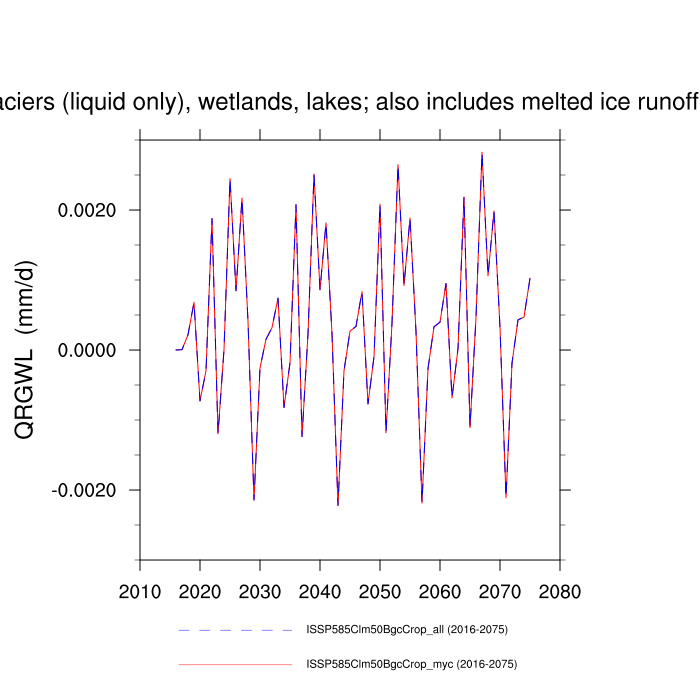 (liquid only), wetlands, lakes; also includes melted ice runoff
QRGWL (mm/d)
0.0020
0.0000
-0.0020
2010 2020 2030 2040 2050 2060 2070 2080
ISSP585Clm50BgcCrop_all (2016-2075)
ISSP585Clm50BgcCrop_myc (2016-2075)